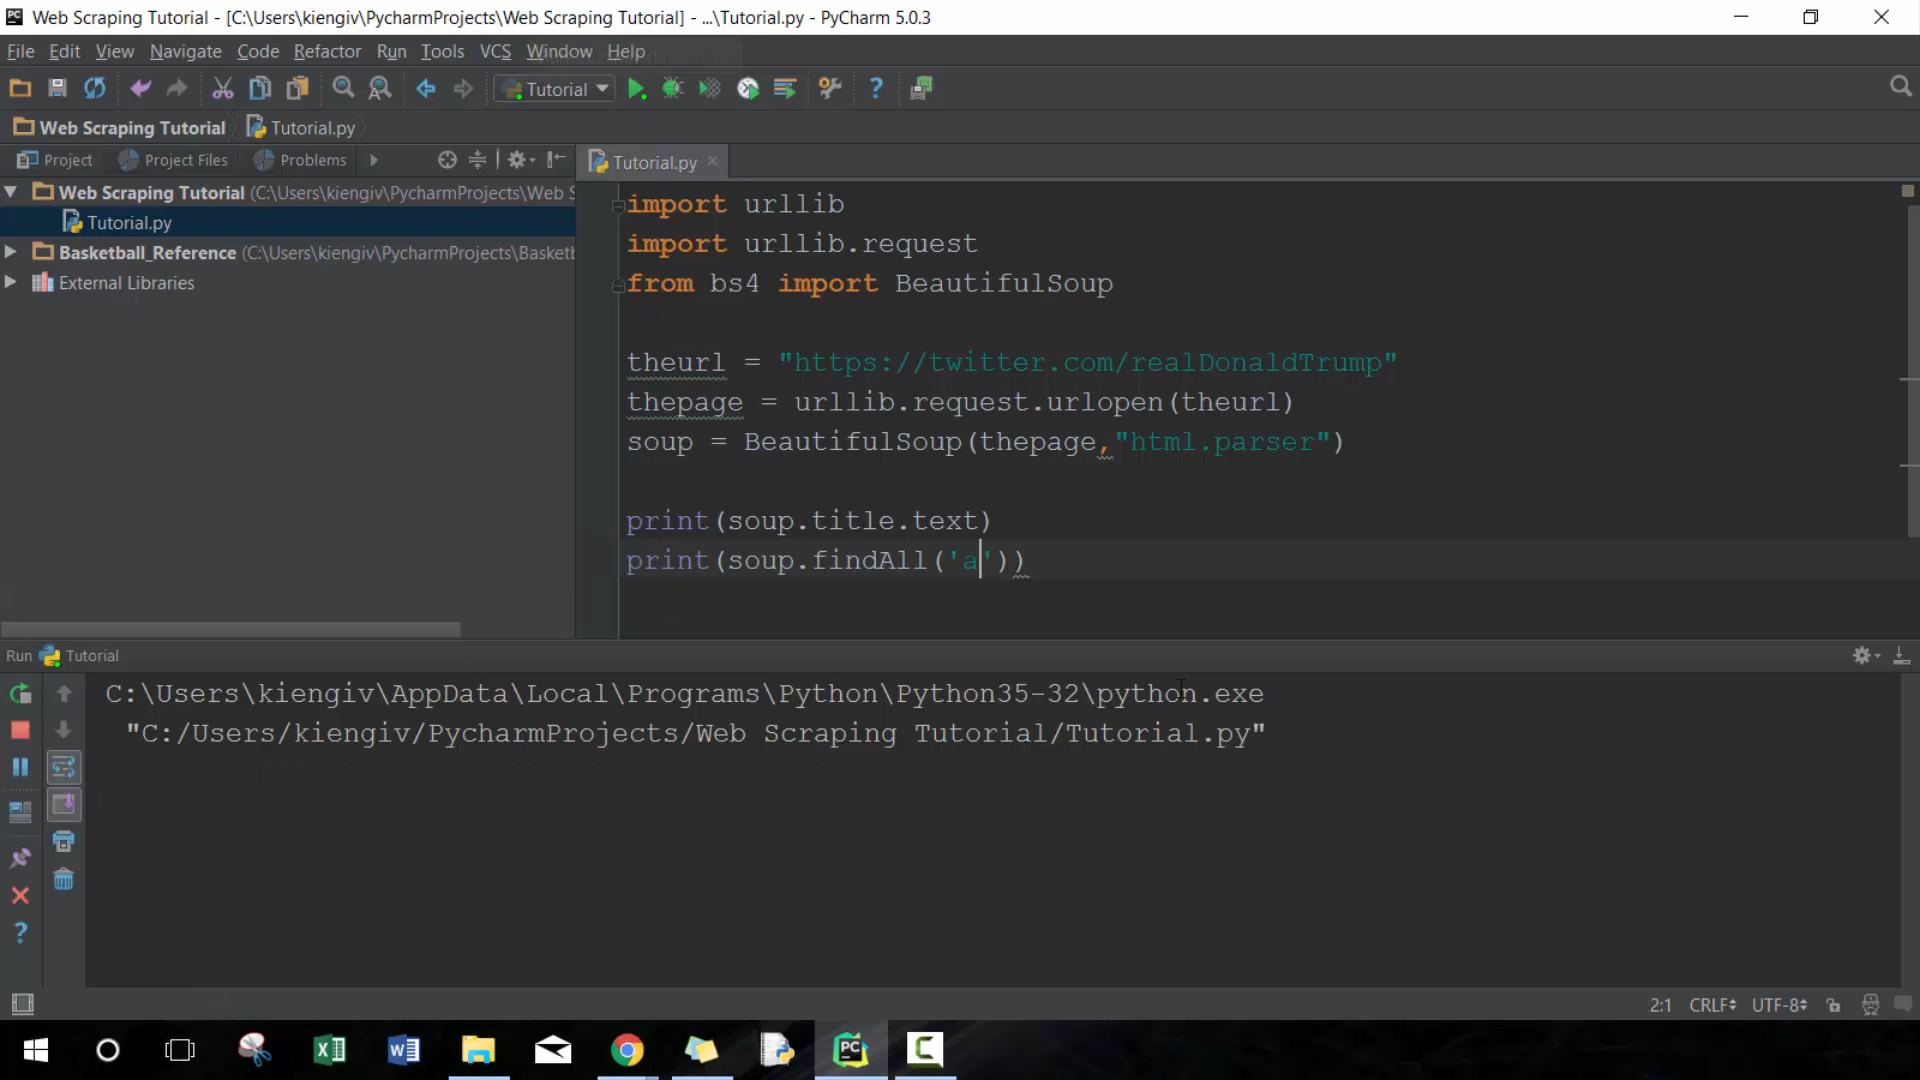 Web Scraping Tutorial - [C:\Users\kiengiv\PycharmProjects\Web Scraping Tutorial] - ...\Tutorial.py - PyCharm 5.0.3
File Edit View Navigate Code Refactor Run Tools VCS Window Help
Tutorial
Web Scraping Tutorial Tutorial.py
Project Project Files Problems
Tutorial.py
Web Scraping Tutorial (C:\Users\kiengiv\PycharmProjects\Web S
Tutorial.py
Basketball_Reference (C:\Users\kiengiv\PycharmProjects\Basketb
External Libraries
import urllib
import urllib.request
from bs4 import BeautifulSoup
theurl = "https://twitter.com/realDonaldTrump"
thepage = urllib.request.urlopen(theurl)
soup = BeautifulSoup(thepage,"html.parser")
print(soup.title.text)
print(soup.findAll('a'))
Run Tutorial
C:\Users\kiengiv\AppData\Local\Programs\Python\Python35-32\python.exe
"C:/Users/kiengiv/PycharmProjects/Web Scraping Tutorial/Tutorial.py"
2:1 CRLF UTF-8